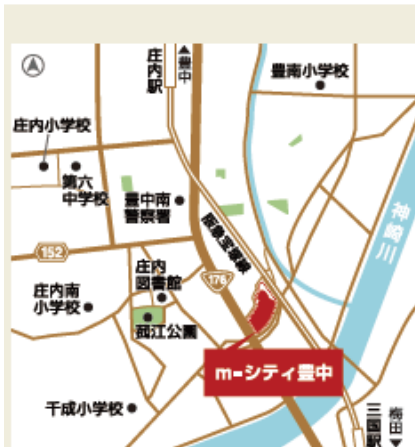 庄内駅
▲豊中
豊南小学校
庄内小学校
第六
中学校
豊中南
警察署
阪急宝塚線
神崎川
152
176
庄内
図書館
庄内南
小学校
菰江公園
m-シティ豊中
千成小学校
三国駅
梅田▼